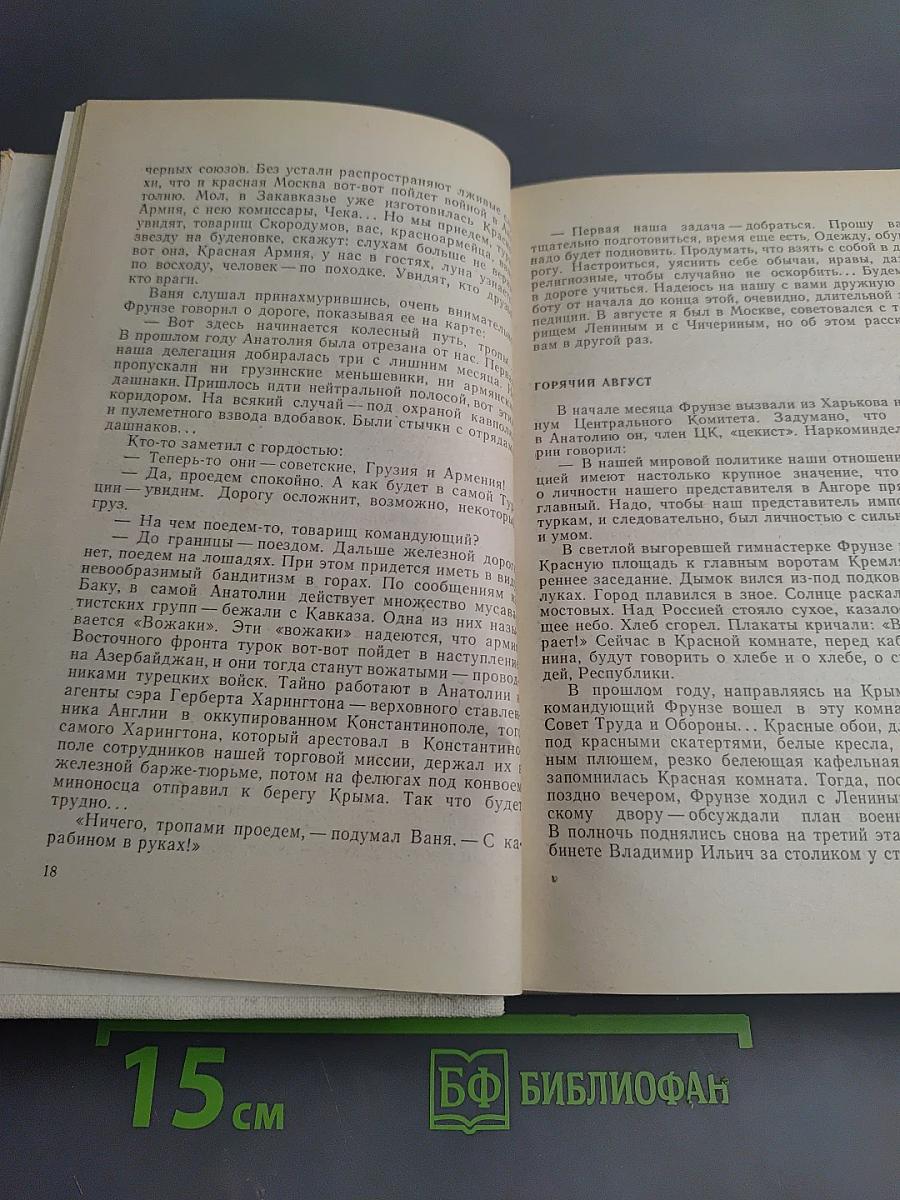 черных союзов. Без устали распространяют лживые
хи, что и красная Москва вот-вот пойдет войной в
толию. Мол, в Закавказье уже изготовилась
Армия, с нею комиссары, Чека... Но мы приедем,
увидят, товарищ Скородумов, вас, красноармейца,
звезду на буденовке, скажут: слухам больше не
вот она, Красная Армия, у нас в гостях, луна
по восходу, человек — по походке. Увидят, кто
кто враги.
Ваня слушал принахмурившись, очень
Фрунзе говорил о дороге, показывая ее на карте:
— Вот здесь начинается колесный путь, тропы
В прошлом году Анатолия была отрезана от нас.
наша делегация добиралась три с лишним месяца.
пропускали ни грузинские меньшевики, ни
дашнаки. Пришлось идти нейтральной полосой, вот
коридором. На всякий случай — под охраной
и пулеметного взвода вдобавок. Были стычки с отрядам
дашнаков...
Кто-то заметил с гордостью:
— Теперь-то они — советские, Грузия и Армения!
— Да, проедем спокойно. А как будет в самой Тур
ции — увидим. Дорогу осложнит, возможно, некоторы
груз.
— На чем поедем-то, товарищ командующий?
— До границы — поездом. Дальше железной дорог
нет, поедем на лошадях. При этом придется иметь в вид
невообразимый бандитизм в горах. По сообщениям
Баку, в самой Анатолии действует множество мусава
тистских групп — бежали с Кавказа. Одна из них назы
вается «Вожаки». Эти «вожаки» надеются, что арми
Восточного фронта турок вот-вот пойдет в наступлени
на Азербайджан, и они тогда станут вожатыми — провод
никами турецких войск. Тайно работают в Анатолии
агенты сэра Герберта Харингтона — верховного ставлен
ника Англии в оккупированном Константинополе, того
самого Харингтона, который арестовал в Константино
поле сотрудников нашей торговой миссии, держал их
железной барже-тюрьме, потом на фелюгах под конвоем
миноносца отправил к берегу Крыма. Так что будет
трудно...
«Ничего, тропами проедем, — подумал Ваня. — С ка-
рабином в руках!»
18
— Первая наша задача — добраться. Прошу ва
тщательно подготовиться, время еще есть. Одежду, обу
надо будет подновить. Продумать, что взять с собой в д
рогу. Настроиться, уяснить себе обычаи, нравы, да
религиозные, чтобы случайно не оскорбить... Будем
в дороге учиться. Надеюсь на нашу с вами дружную
боту от начала до конца этой, очевидно, длительной
педиции. В августе я был в Москве, советовался с т
рищем Лениным и с Чичериным, но об этом расск
вам в другой раз.
ГОРЯЧИЙ АВГУСТ
В начале месяца Фрунзе вызвали из Харькова н
нум Центрального Комитета. Задумано, что
в Анатолию он, член ЦК, «цекист». Наркоминдел
рин говорил:
— В нашей мировой политике наши отношени
цией имеют настолько крупное значение, что
о личности нашего представителя в Ангоре пря
главный. Надо, чтобы наш представитель импо
туркам, и следовательно, был личностью с сильн
и умом.
В светлой выгоревшей гимнастерке Фрунзе
Красную площадь к главным воротам Кремля
реннее заседание. Дымок вился из-под подков
луках. Город плавился в зное. Солнце раскал
мостовых. Над Россией стояло сухое, казало
щее небо. Хлеб сгорел. Плакаты кричали: «В
рает!» Сейчас в Красной комнате, перед каб
нина, будут говорить о хлебе и о хлебе, о с
дей, Республики.
В прошлом году, направляясь на Крым
командующий Фрунзе вошел в эту комна
Совет Труда и Обороны... Красные обои, дл
под красными скатертями, белые кресла,
ным плюшем, резко белеющая кафельная
запомнилась Красная комната. Тогда, пос
поздно вечером, Фрунзе ходил с Лениным
скому двору — обсуждали план воен
В полночь поднялись снова на третий эта
бинете Владимир Ильич за столиком у ст
15 см
БФ БИБЛИОФАН